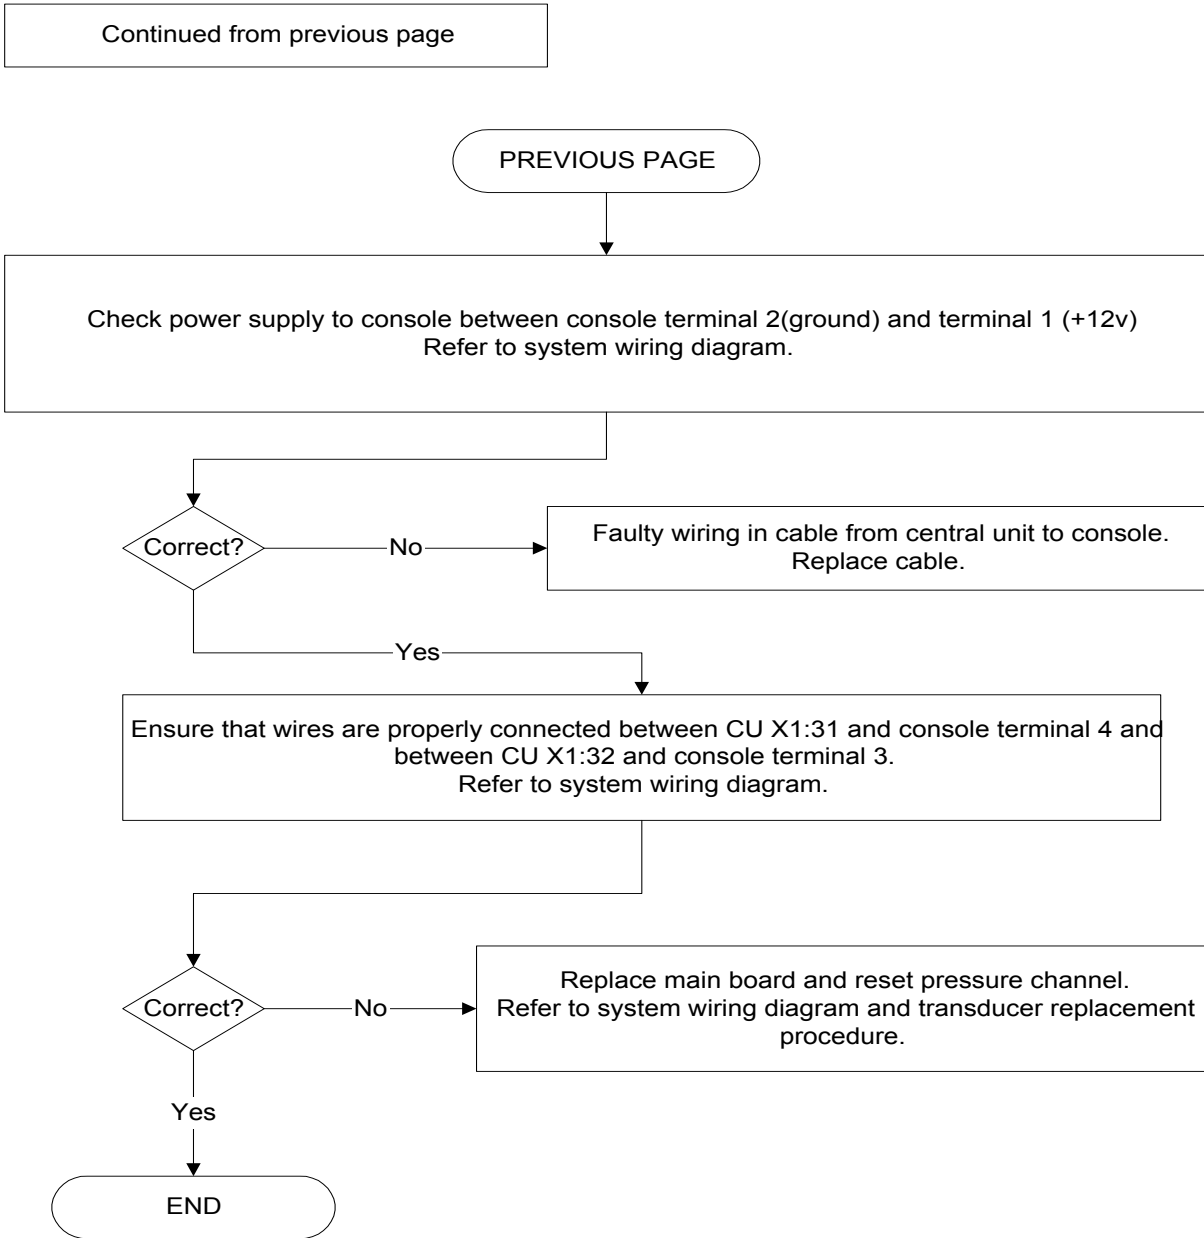 Continued from previous page
PREVIOUS PAGE
Check power supply to console between console terminal 2(ground) and terminal 1 (+12v)
Refer to system wiring diagram.
Correct?
No
Faulty wiring in cable from central unit to console.
Replace cable.
Yes
Ensure that wires are properly connected between CU X1:31 and console terminal 4 and
between CU X1:32 and console terminal 3.
Refer to system wiring diagram.
Correct?
No
Replace main board and reset pressure channel.
Refer to system wiring diagram and transducer replacement
procedure.
Yes
END